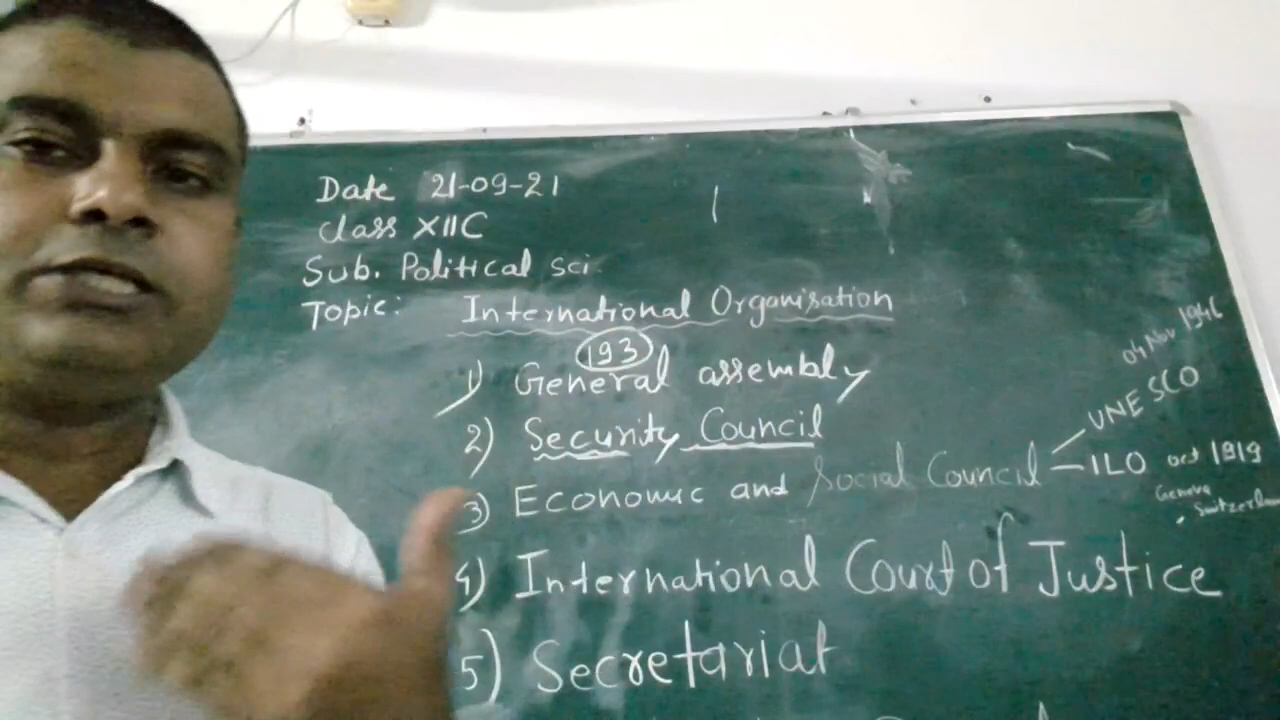 Date 21-09-21
class XIIC
Sub. Political sci.
Topic: International Organisation
193
1) General assembly
2) Security Council
3) Economic and Social Council
UNESCO
04 Nov 1946
ILO oct 1919
Geneva
Switzerland
4) International Court of Justice
5) Secretariat